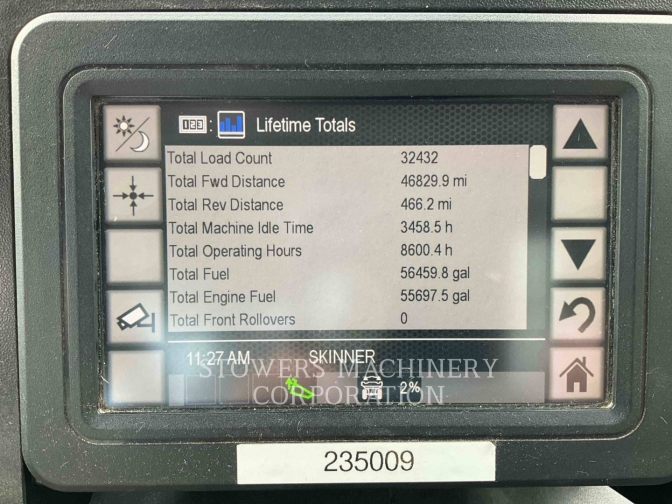 123 : Lifetime Totals
Total Load Count 32432
Total Fwd Distance 46829.9 mi
Total Rev Distance 466.2 mi
Total Machine Idle Time 3458.5 h
Total Operating Hours 8600.4 h
Total Fuel 56459.8 gal
Total Engine Fuel 55697.5 gal
Total Front Rollovers 0
11:27 AM SKINNER
STOWERS MACHINERY
CORPORATION
2%
235009